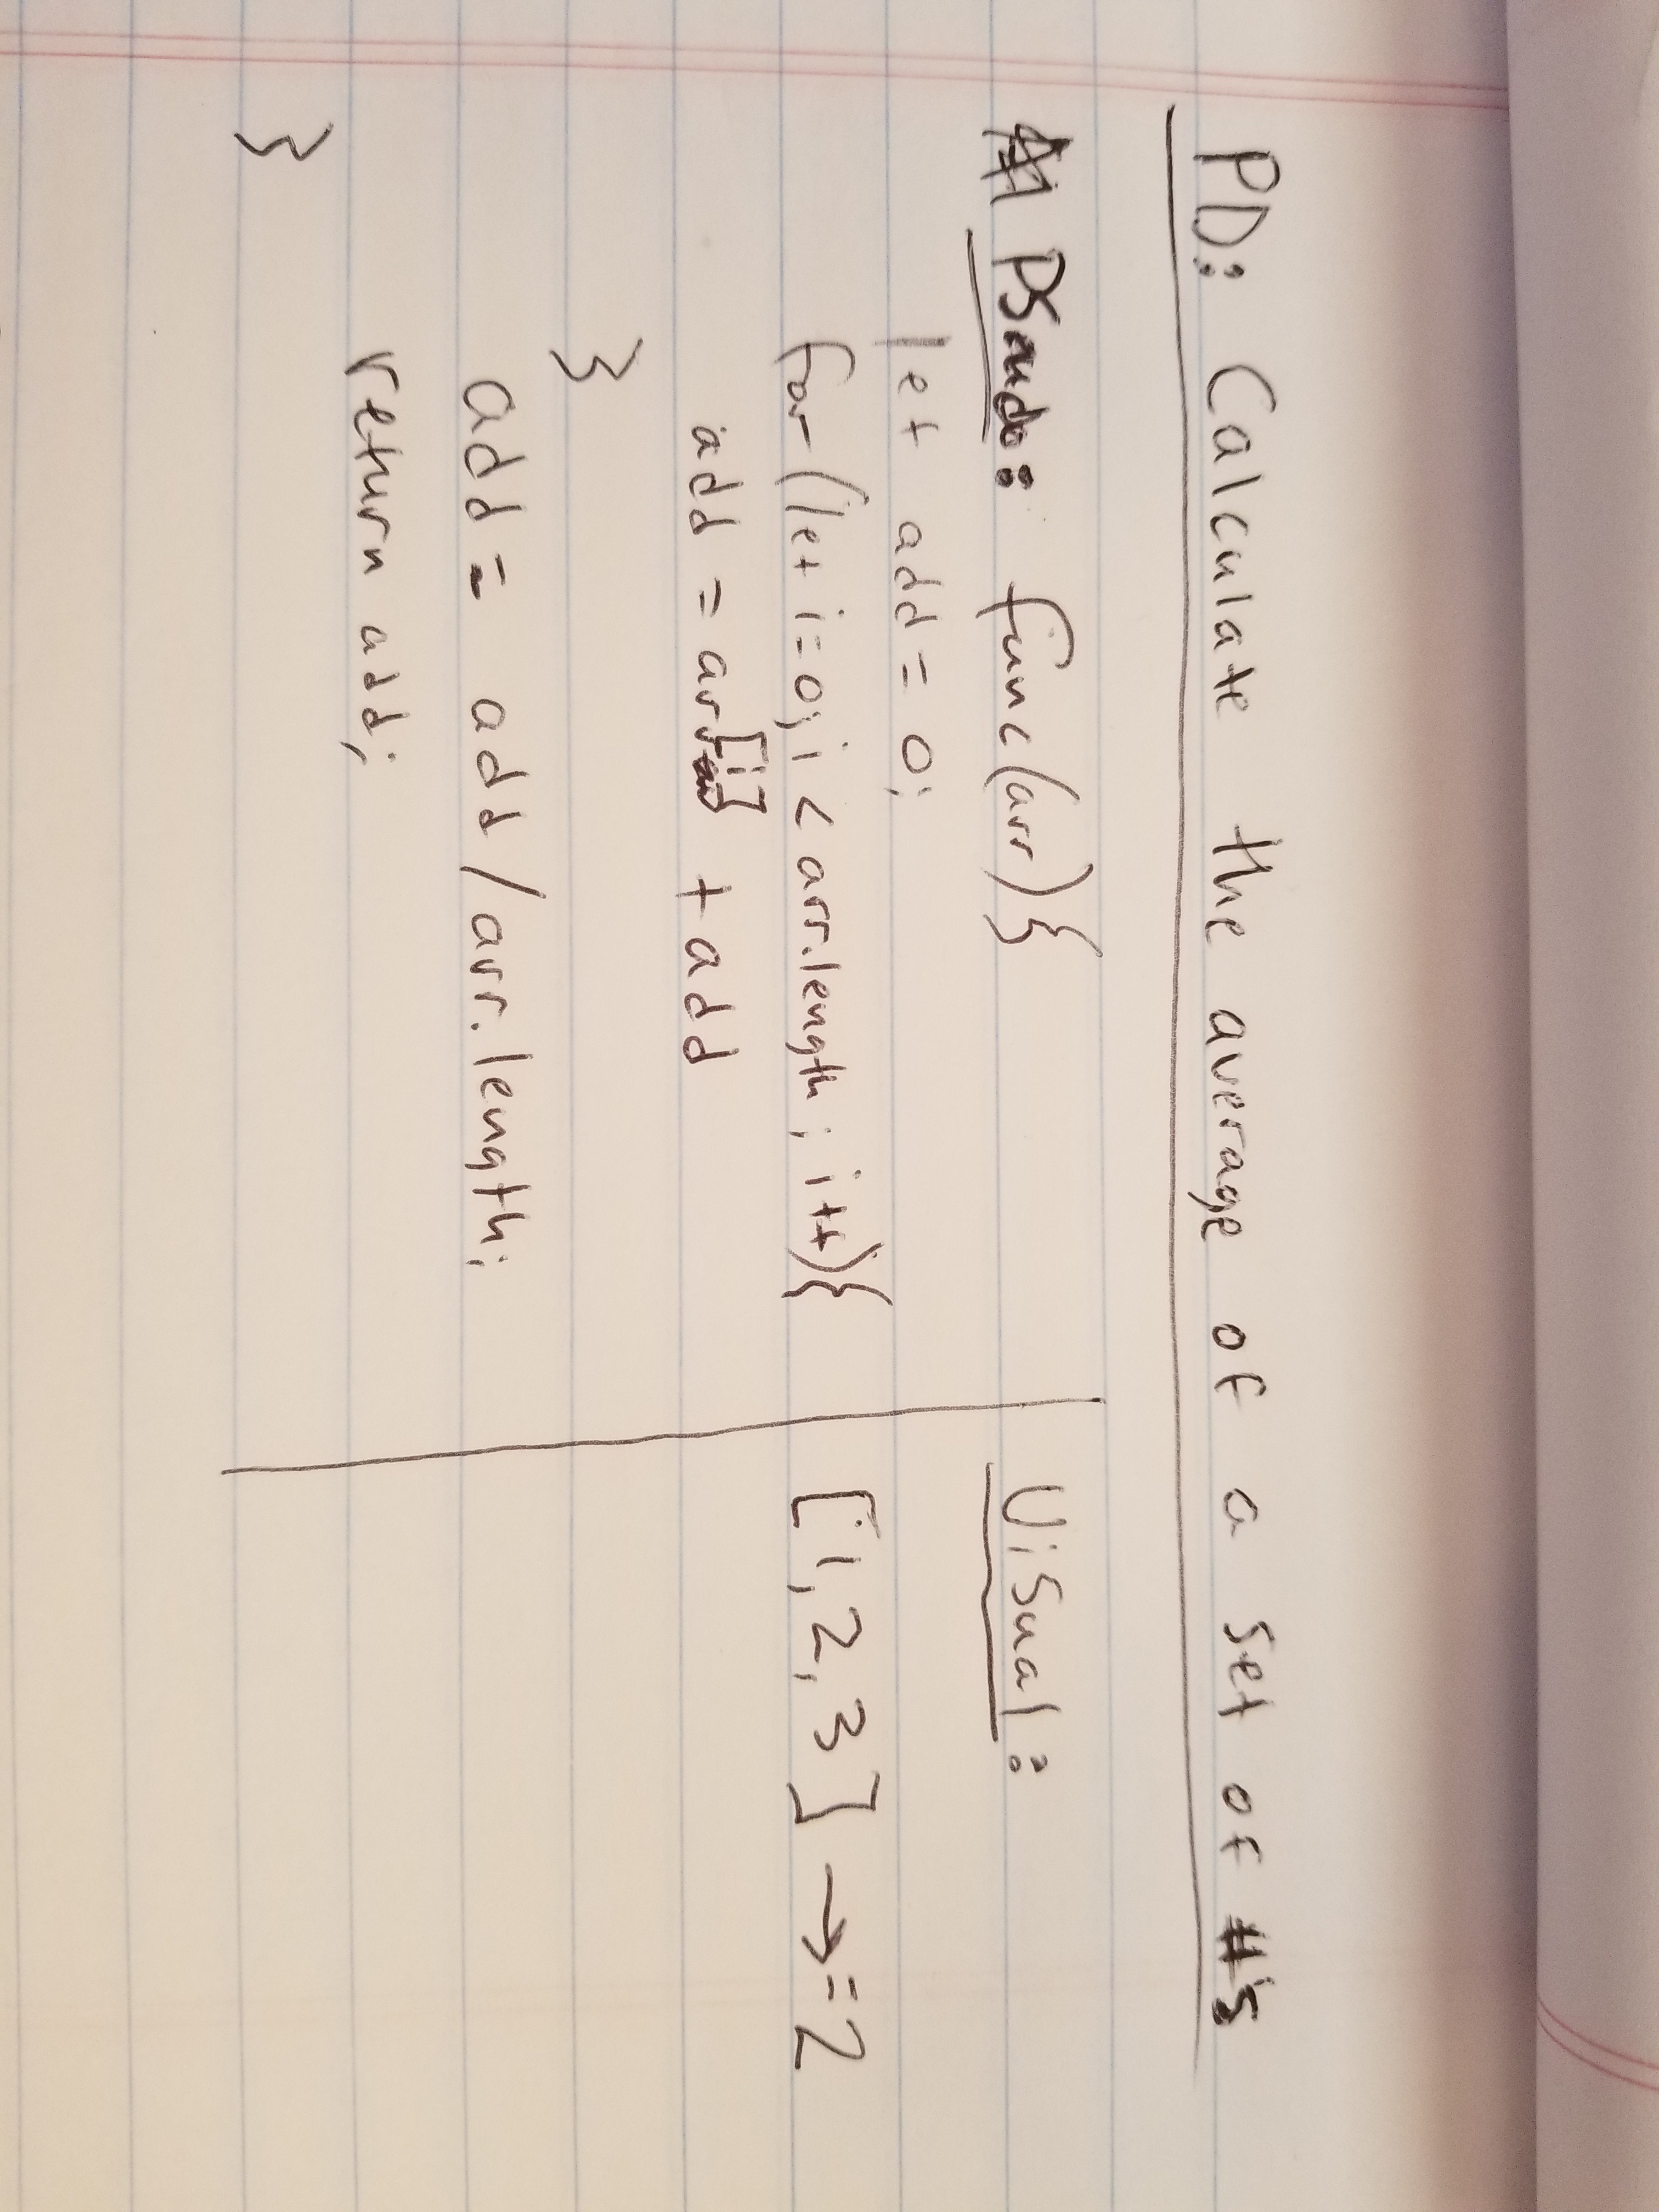 PD: Calculate the average of a set of #'s
PSaudo: func(arr){
let add = 0;
for(let i=0; i < arr.length; i++){
add = arr[i] + add
}
add = add/arr.length;
return add;
}
Visual:
[1,2,3] → =2